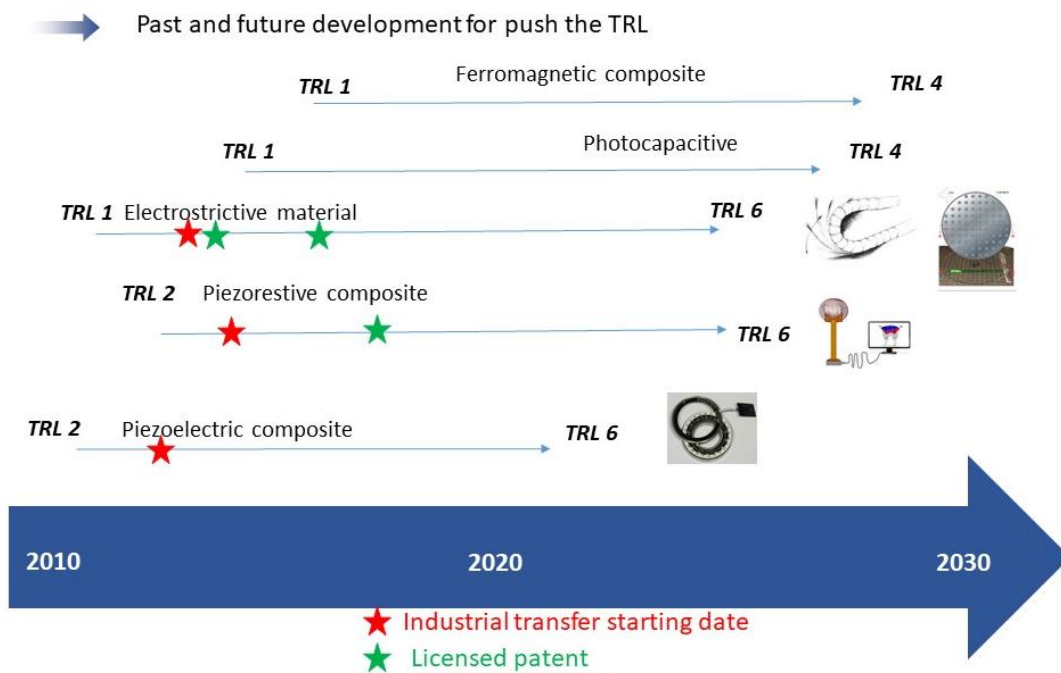 Past and future development for push the TRL
Ferromagnetic composite
TRL 1
TRL 4
Photocapacitive
TRL 1
TRL 4
TRL 1 Electrostrictive material
TRL 6
TRL 2 Piezorestive composite
TRL 6
TRL 2 Piezoelectric composite
TRL 6
2010 2020 2030
Industrial transfer starting date
Licensed patent